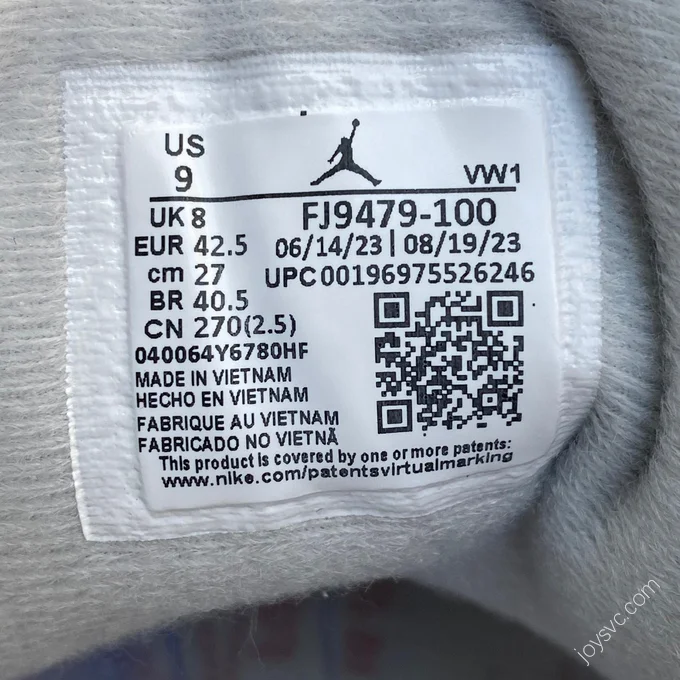 US
9
VW1
UK 8
FJ9479-100
EUR 42.5
06/14/23 | 08/19/23
cm 27
UPC00196975526246
BR 40.5
CN 270(2.5)
040064Y6780HF
MADE IN VIETNAM
HECHO EN VIETNAM
FABRIQUE AU VIETNAM
FABRICADO NO VIETNÃ
This product is covered by one or more patents:
www.nike.com/patentsvirtualmarking
joysvc.com